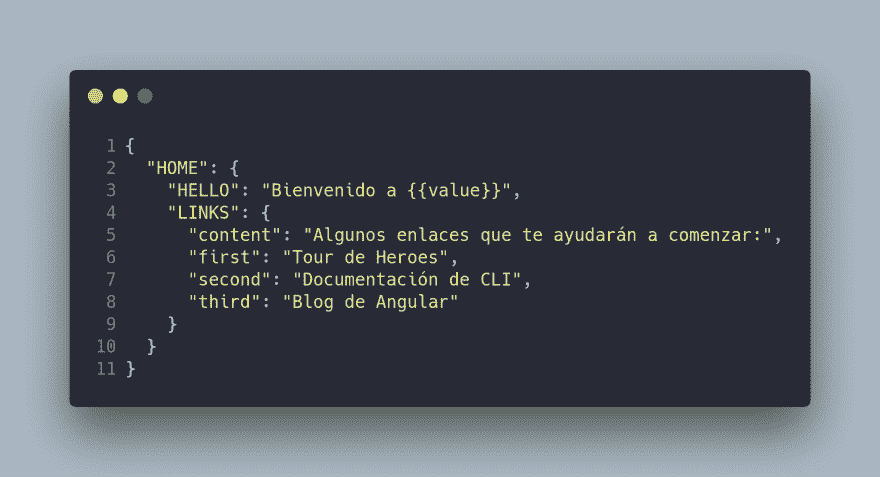 1 {
2   "HOME": {
3     "HELLO": "Bienvenido a {{value}}",
4     "LINKS": {
5       "content": "Algunos enlaces que te ayudarán a comenzar:",
6       "first": "Tour de Heroes",
7       "second": "Documentación de CLI",
8       "third": "Blog de Angular"
9     }
10   }
11 }